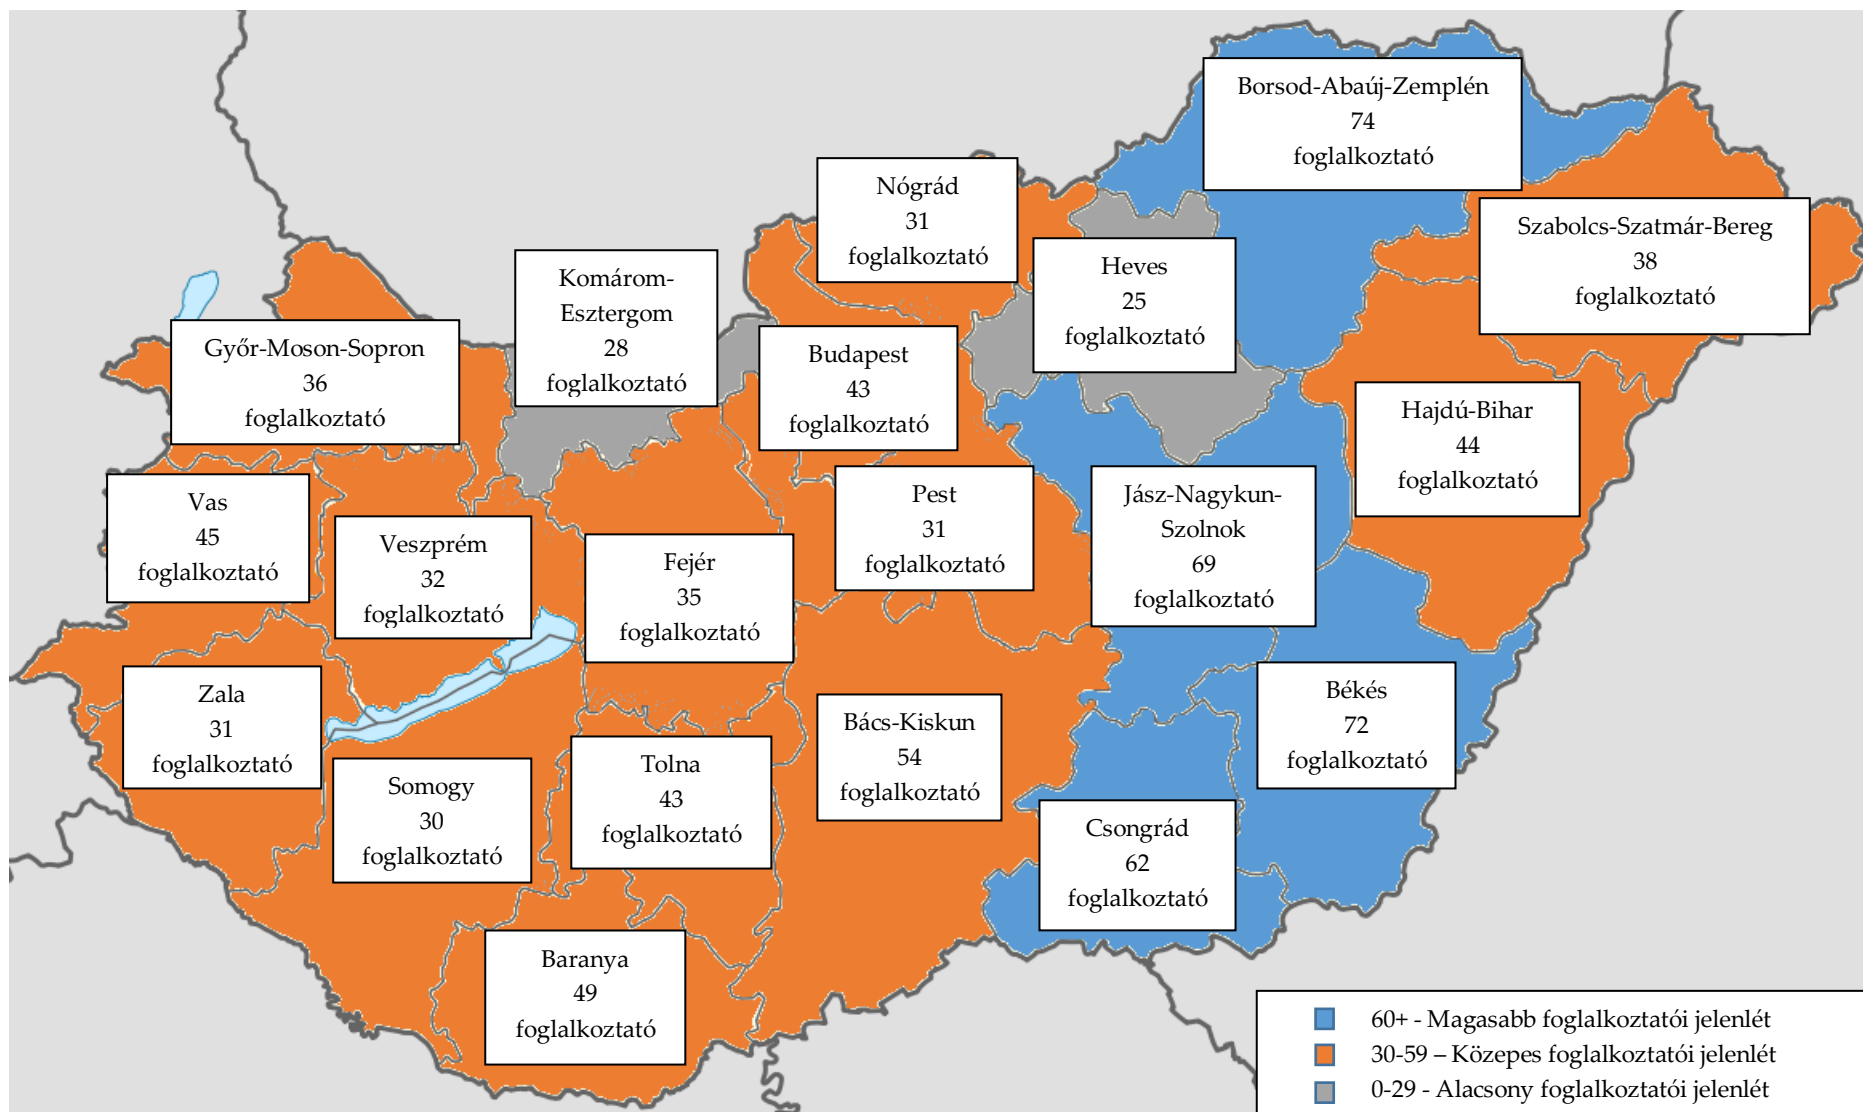 Borsod-Abaúj-Zemplén
74
foglalkoztató
Nógrád
31
foglalkoztató
Szabolcs-Szatmár-Bereg
38
foglalkoztató
Komárom-
Esztergom
28
foglalkoztató
Heves
25
foglalkoztató
Győr-Moson-Sopron
36
foglalkoztató
Budapest
43
foglalkoztató
Hajdú-Bihar
44
foglalkoztató
Vas
45
foglalkoztató
Veszprém
32
foglalkoztató
Fejér
35
foglalkoztató
Pest
31
foglalkoztató
Jász-Nagykun-
Szolnok
69
foglalkoztató
Zala
31
foglalkoztató
Somogy
30
foglalkoztató
Tolna
43
foglalkoztató
Bács-Kiskun
54
foglalkoztató
Békés
72
foglalkoztató
Csongrád
62
foglalkoztató
Baranya
49
foglalkoztató
60+ - Magasabb foglalkoztatói jelenlét
30-59 – Közepes foglalkoztatói jelenlét
0-29 - Alacsony foglalkoztatói jelenlét